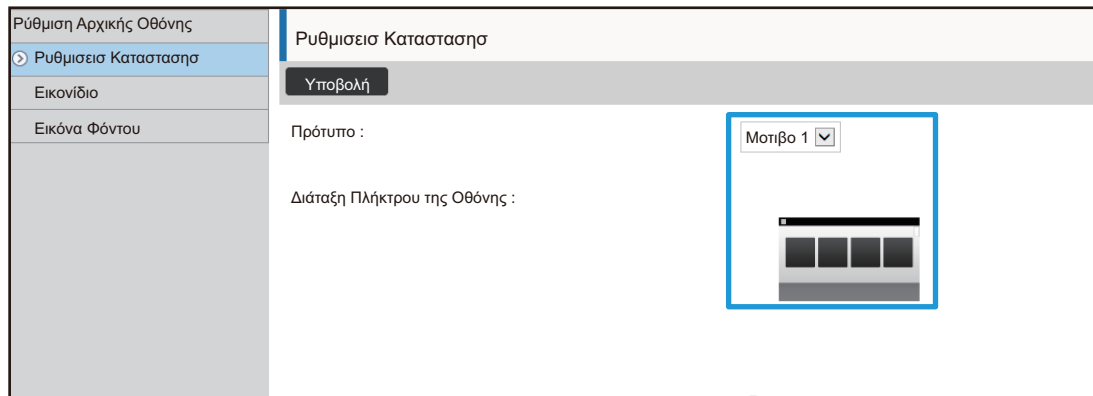 Ρύθμιση Αρχικής Οθόνης
Ρυθμισεισ Καταστασησ
Εικονίδιο
Εικόνα Φόντου
Ρυθμισεισ Καταστασησ
Υποβολή
Πρότυπο :
Μοτιβο 1
Διάταξη Πλήκτρου της Οθόνης :